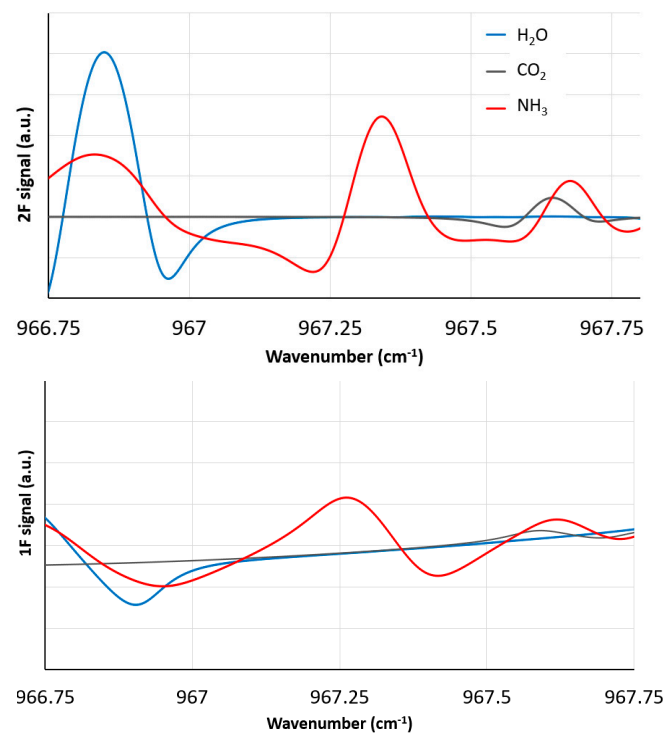 H₂O
CO₂
NH₃
2F signal (a.u.)
966.75 967 967.25 967.5 967.75
Wavenumber (cm⁻¹)
1F signal (a.u.)
966.75 967 967.25 967.5 967.75
Wavenumber (cm⁻¹)